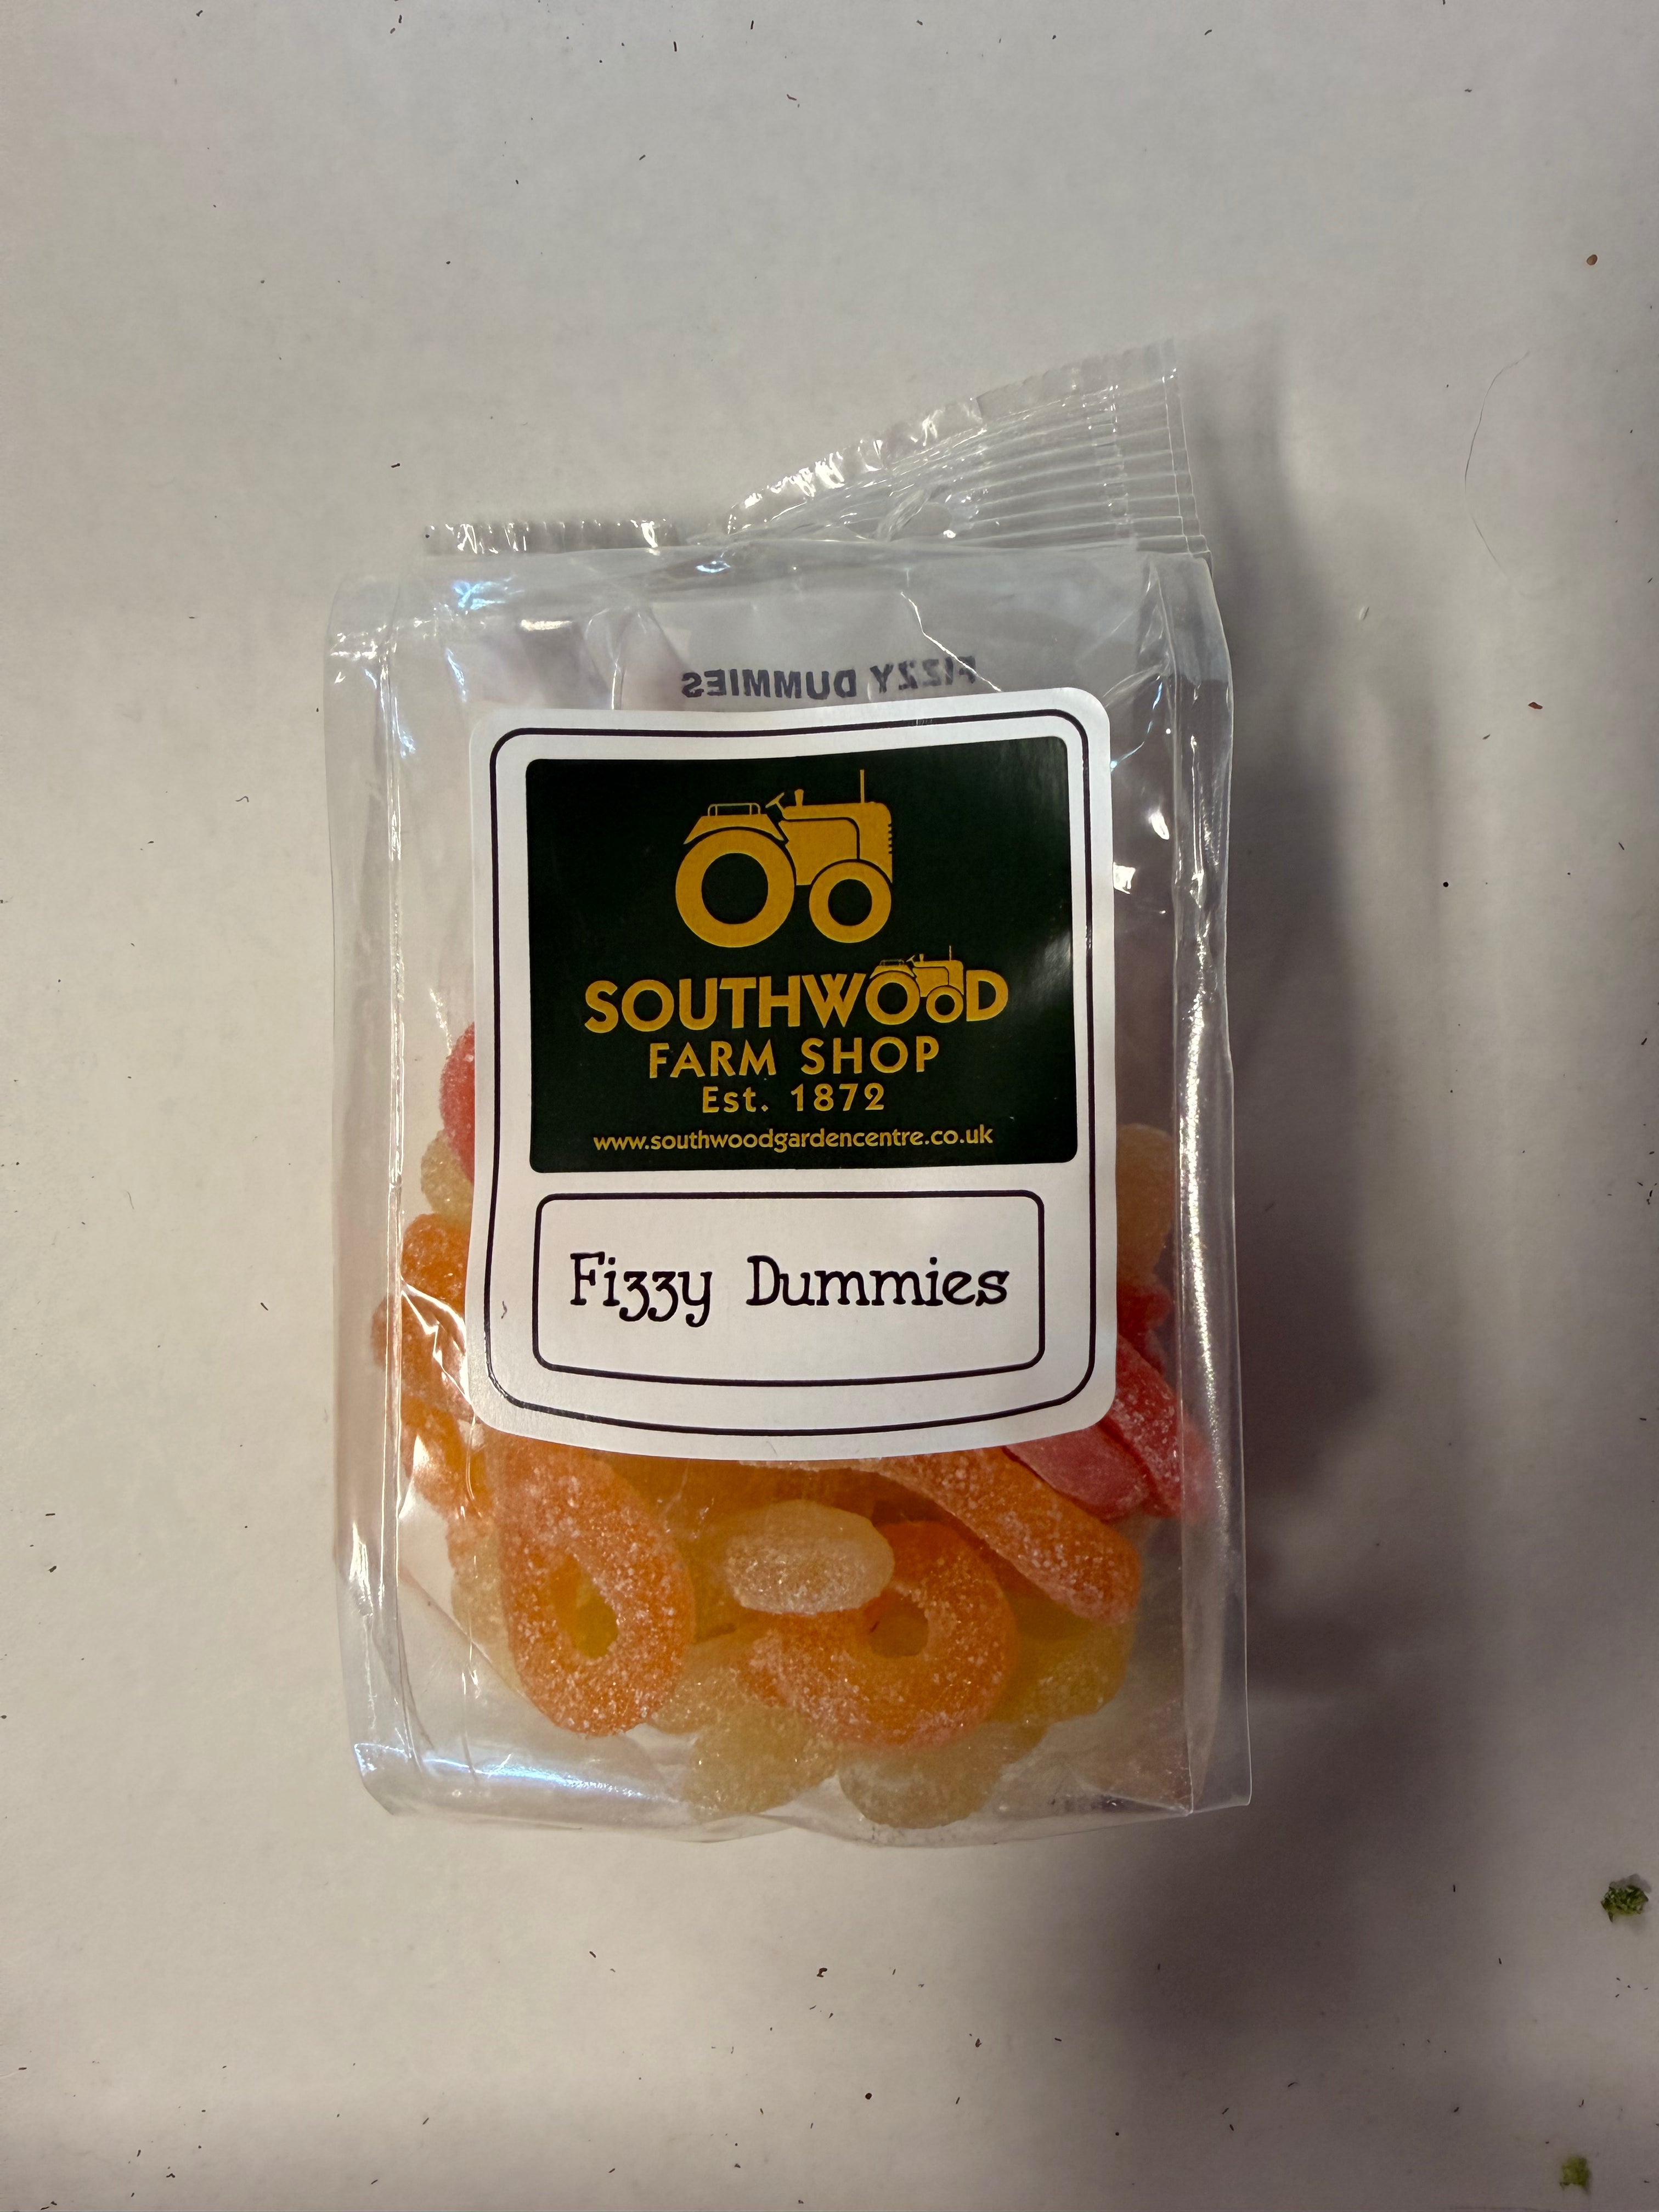 FIZZY DUMMIES
SOUTHWOOD
FARM SHOP
Est. 1872
www.southwoodgardencentre.co.uk
Fizzy Dummies